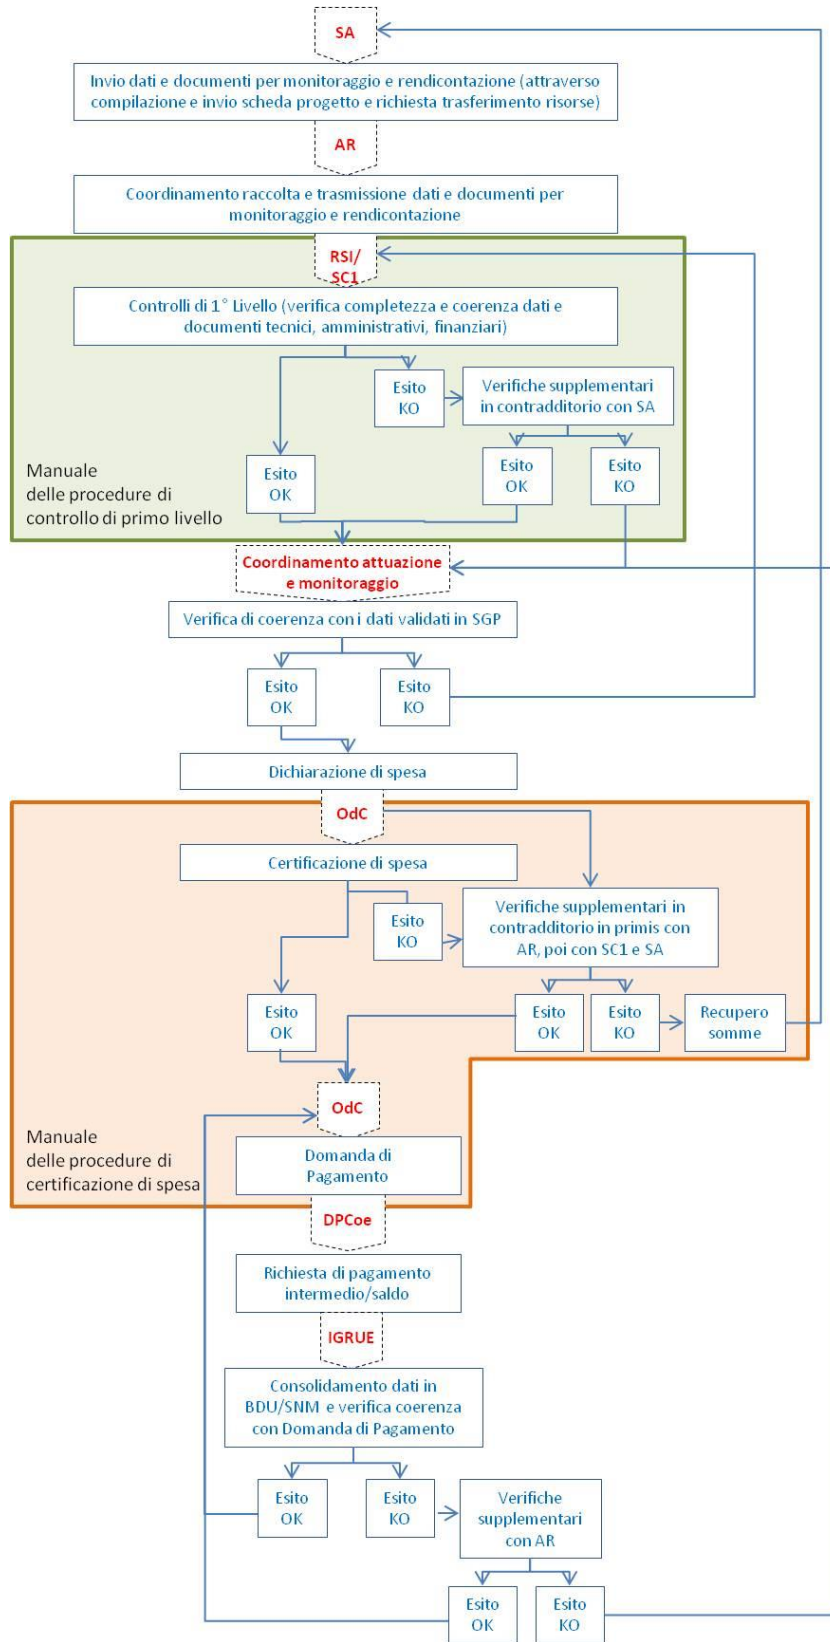 SA
Invio dati e documenti per monitoraggio e rendicontazione (attraverso
compilazione e invio scheda progetto e richiesta trasferimento risorse)
AR
Coordinamento raccolta e trasmissione dati e documenti per
monitoraggio e rendicontazione
RSI/
SC1
Controlli di 1° Livello (verifica completezza e coerenza dati e
documenti tecnici, amministrativi, finanziari)
Esito
KO
Verifiche supplementari
in contradditorio con SA
Esito
OK
Esito
OK
Esito
KO
Manuale
delle procedure di
controllo di primo livello
Coordinamento attuazione
e monitoraggio
Verifica di coerenza con i dati validati in SGP
Esito
OK
Esito
KO
Dichiarazione di spesa
OdC
Certificazione di spesa
Esito
KO
Verifiche supplementari in
contradditorio in primis con
AR, poi con SC1 e SA
Esito
OK
Esito
OK
Esito
KO
Recupero
somme
OdC
Manuale
delle procedure di
certificazione di spesa
Domanda di
Pagamento
DPCoe
Richiesta di pagamento
intermedio/saldo
IGRUE
Consolidamento dati in
BDU/SNM e verifica coerenza
con Domanda di Pagamento
Esito
OK
Esito
KO
Verifiche
supplementari
con AR
Esito
OK
Esito
KO